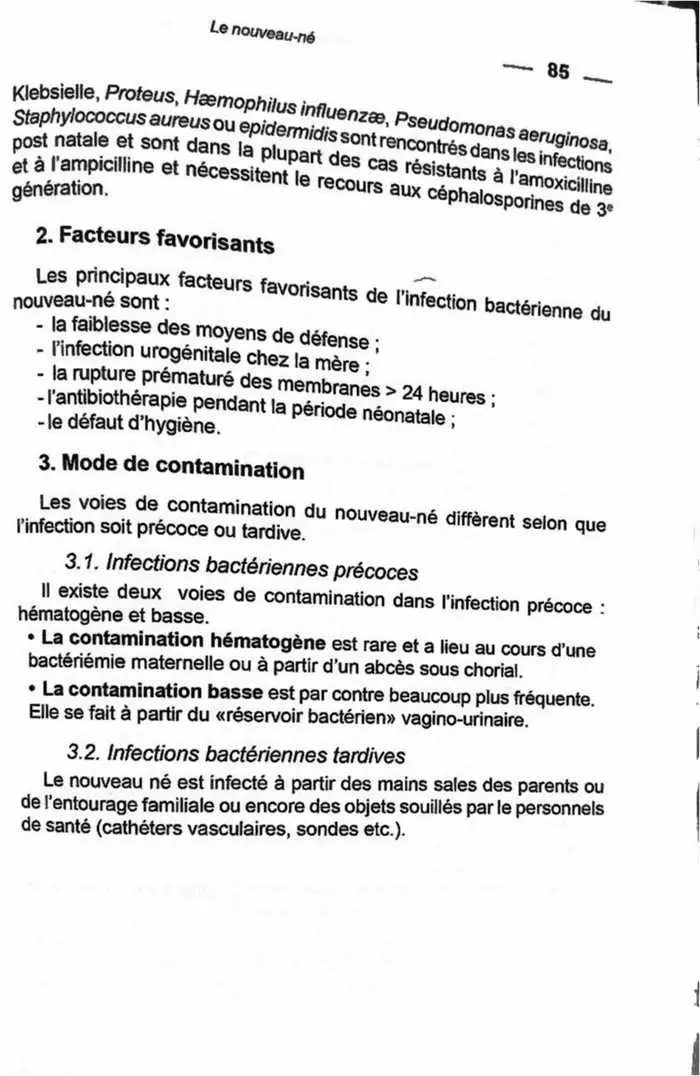 Le nouveau-né
— 85 —
Klebsielle, Proteus, Hæmophilus influenzæ, Pseudomonas aeruginosa,
Staphylococcus aureus ou epidermidis sont rencontrés dans les infections
post natale et sont dans la plupart des cas résistants à l'amoxicilline
et à l'ampicilline et nécessitent le recours aux céphalosporines de 3e
génération.
2. Facteurs favorisants
Les principaux facteurs favorisants de l'infection bactérienne du
nouveau-né sont :
- la faiblesse des moyens de défense ;
- l'infection urogénitale chez la mère ;
- la rupture prématuré des membranes > 24 heures ;
- l'antibiothérapie pendant la période néonatale ;
- le défaut d'hygiène.
3. Mode de contamination
Les voies de contamination du nouveau-né diffèrent selon que
l'infection soit précoce ou tardive.
3.1. Infections bactériennes précoces
Il existe deux voies de contamination dans l'infection précoce :
hématogène et basse.
• La contamination hématogène est rare et a lieu au cours d'une
bactériémie maternelle ou à partir d'un abcès sous chorial.
• La contamination basse est par contre beaucoup plus fréquente.
Elle se fait à partir du «réservoir bactérien» vagino-urinaire.
3.2. Infections bactériennes tardives
Le nouveau né est infecté à partir des mains sales des parents ou
de l'entourage familiale ou encore des objets souillés par le personnels
de santé (cathéters vasculaires, sondes etc.).